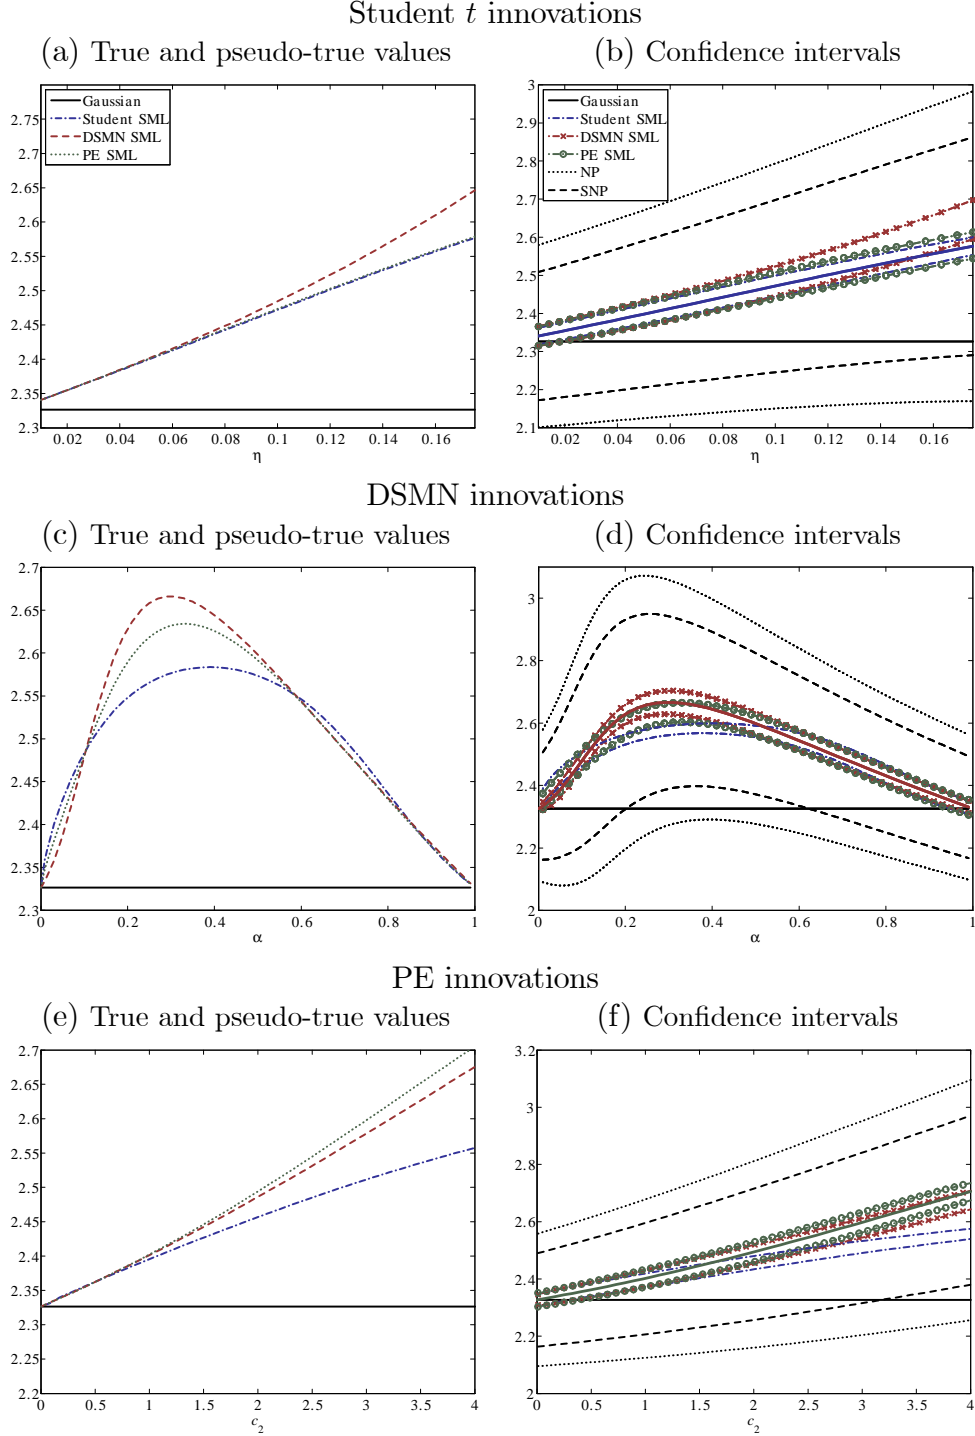 Student t innovations
(a) True and pseudo-true values
(b) Confidence intervals
Gaussian
Student SML
DSMN SML
PE SML
2.75
2.7
2.65
2.6
2.55
2.5
2.45
2.4
2.35
2.3
0.02 0.04 0.06 0.08 0.1 0.12 0.14 0.16
η
Gaussian
Student SML
DSMN SML
PE SML
NP
SNP
3
2.9
2.8
2.7
2.6
2.5
2.4
2.3
2.2
2.1
0.02 0.04 0.06 0.08 0.1 0.12 0.14 0.16
η
DSMN innovations
(c) True and pseudo-true values
(d) Confidence intervals
2.7
2.65
2.6
2.55
2.5
2.45
2.4
2.35
2.3
0 0.2 0.4 0.6 0.8 1
α
3
2.8
2.6
2.4
2.2
2
0 0.2 0.4 0.6 0.8 1
α
PE innovations
(e) True and pseudo-true values
(f) Confidence intervals
2.7
2.65
2.6
2.55
2.5
2.45
2.4
2.35
2.3
2.25
2.2
0 0.5 1 1.5 2 2.5 3 3.5 4
c2
3.2
3
2.8
2.6
2.4
2.2
2
0 0.5 1 1.5 2 2.5 3 3.5 4
c2